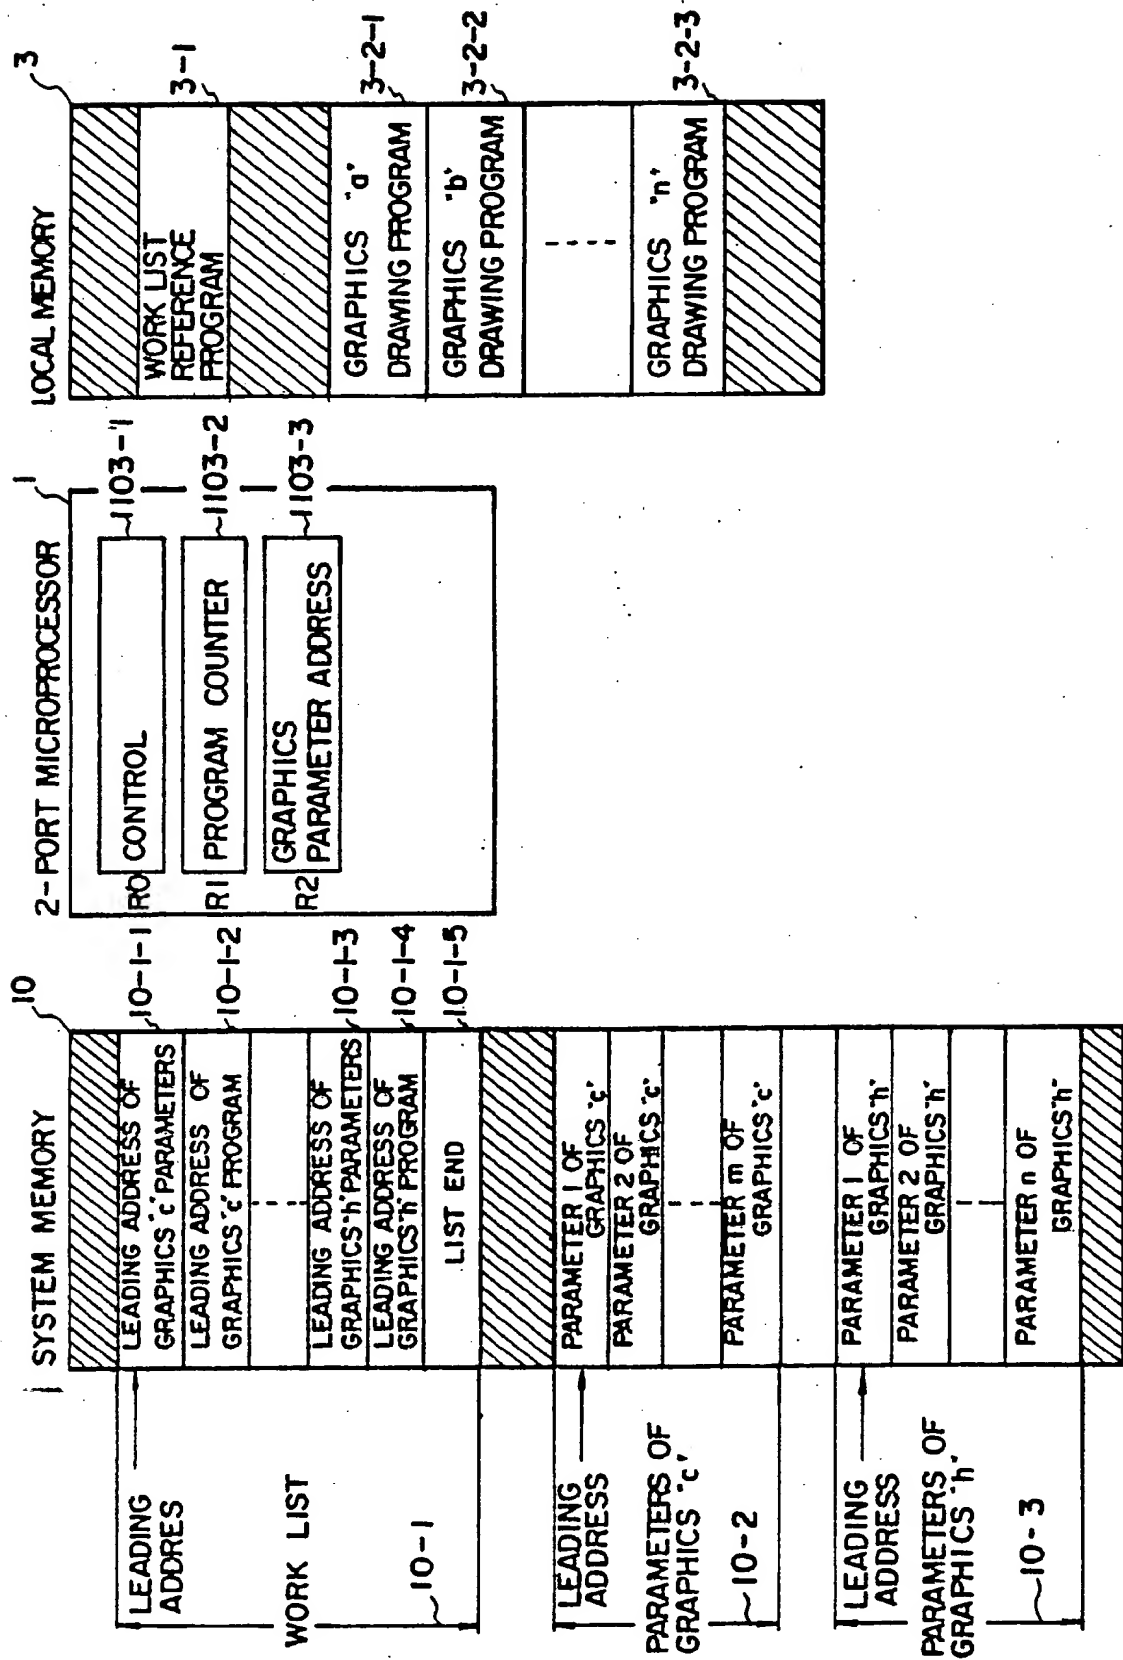 SYSTEM MEMORY
10
LEADING
ADDRES
WORK LIST
10-1
LEADING ADDRESS OF
GRAPHICS "c" PARAMETERS
10-1-1
LEADING ADDRESS OF
GRAPHICS "c" PROGRAM
10-1-2
LEADING ADDRESS OF
GRAPHICS "h" PARAMETERS
10-1-3
LEADING ADDRESS OF
GRAPHICS "h" PROGRAM
10-1-4
LIST END
10-1-5
LEADING
ADDRESS
PARAMETERS OF
GRAPHICS "c"
10-2
PARAMETER 1 OF
GRAPHICS "c"
PARAMETER 2 OF
GRAPHICS "c"
PARAMETER m OF
GRAPHICS "c"
LEADING
ADDRESS
PARAMETERS OF
GRAPHICS "h"
10-3
PARAMETER 1 OF
GRAPHICS "h"
PARAMETER 2 OF
GRAPHICS "h"
PARAMETER n OF
GRAPHICS "h"
2-PORT MICROPROCESSOR
1
R0 CONTROL
1103-1
R1 PROGRAM COUNTER
1103-2
R2 GRAPHICS
PARAMETER ADDRESS
1103-3
LOCAL MEMORY
3
WORK LIST
REFERENCE
PROGRAM
3-1
GRAPHICS "a"
DRAWING PROGRAM
3-2-1
GRAPHICS "b"
DRAWING PROGRAM
3-2-2
GRAPHICS "n"
DRAWING PROGRAM
3-2-3